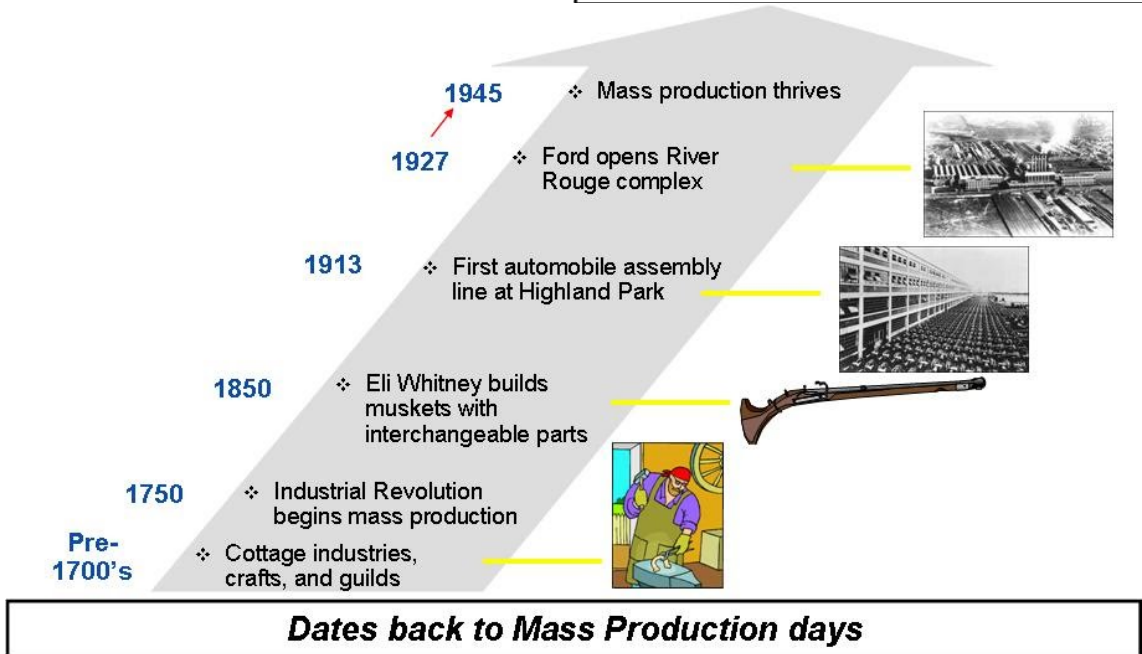 1945
❖ Mass production thrives
1927
❖ Ford opens River
Rouge complex
1913
❖ First automobile assembly
line at Highland Park
1850
❖ Eli Whitney builds
muskets with
interchangeable parts
1750
❖ Industrial Revolution
begins mass production
Pre-
1700's
❖ Cottage industries,
crafts, and guilds
Dates back to Mass Production days